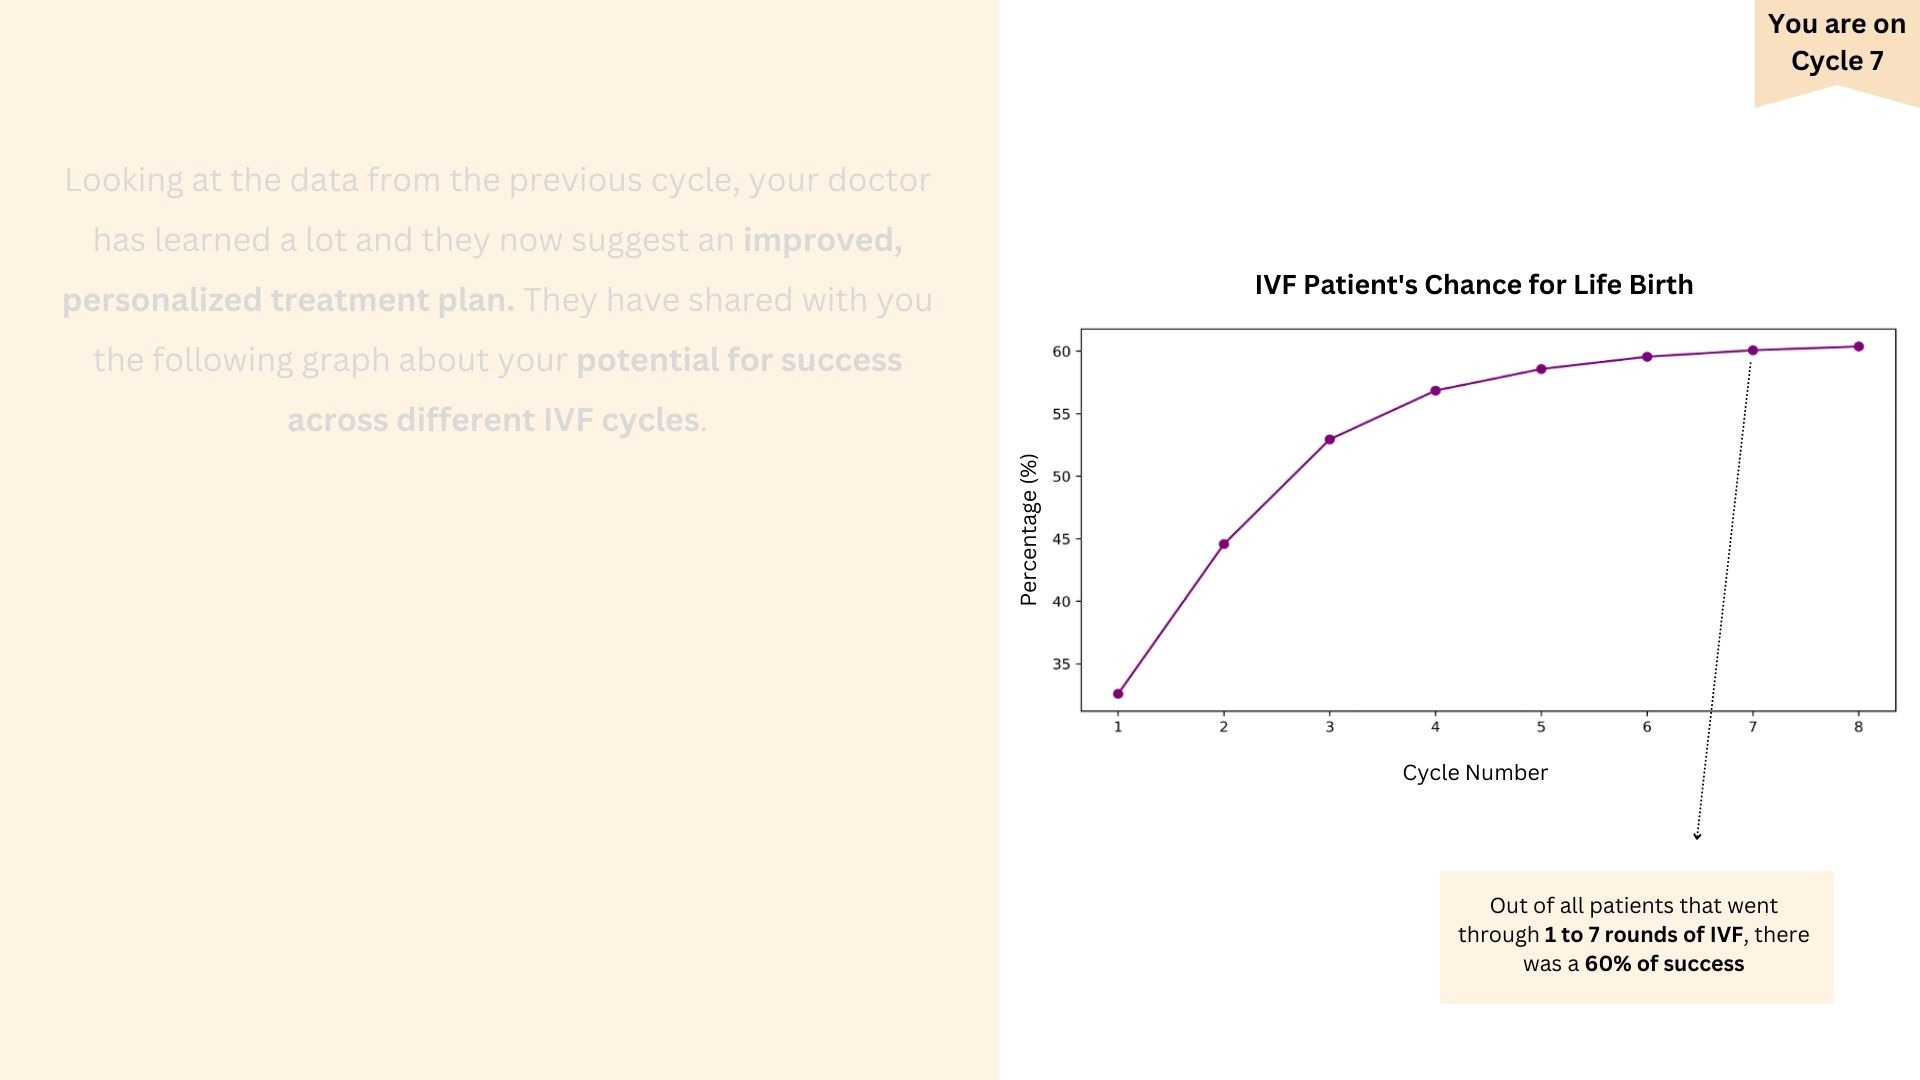 You are on
Cycle 7
Looking at the data from the previous cycle, your doctor
has learned a lot and they now suggest an improved,
personalized treatment plan. They have shared with you
the following graph about your potential for success
across different IVF cycles.
IVF Patient's Chance for Life Birth
Percentage (%)
60
55
50
45
40
35
1 2 3 4 5 6 7 8
Cycle Number
Out of all patients that went
through 1 to 7 rounds of IVF, there
was a 60% of success